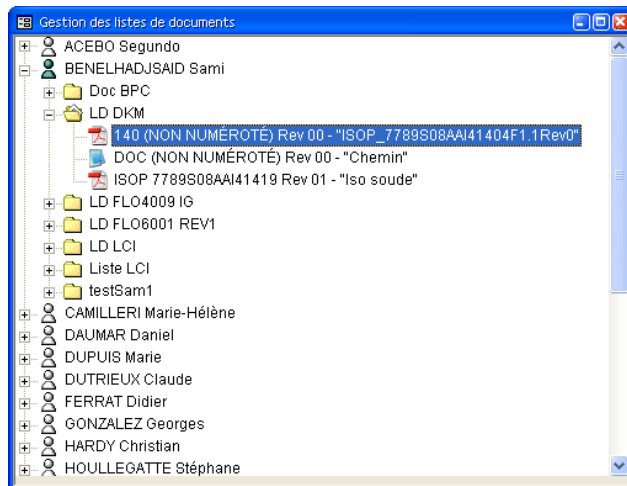 Gestion des listes de documents
ACEBO Segundo
BENELHADJSAID Sami
Doc BPC
LD DKM
140 (NON NUMÉROTÉ) Rev 00 - "ISOP_7789S08AAI41404F1.1Rev0"
DOC (NON NUMÉROTÉ) Rev 00 - "Chemin"
ISOP 7789S08AAI41419 Rev 01 - "Iso soude"
LD FLO4009 IG
LD FLO6001 REV1
LD LCI
Liste LCI
testSam1
CAMILLERI Marie-Hélène
DAUMAR Daniel
DUPUIS Marie
DUTRIEUX Claude
FERRAT Didier
GONZALEZ Georges
HARDY Christian
HOULLEGATTE Stéphane